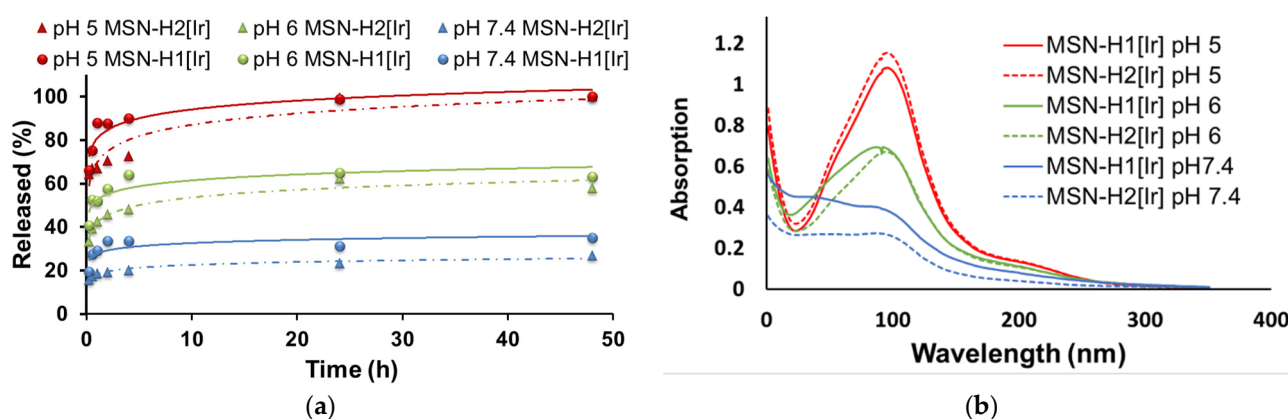 pH 5 MSN-H2[Ir] pH 6 MSN-H2[Ir] pH 7.4 MSN-H2[Ir]
pH 5 MSN-H1[Ir] pH 6 MSN-H1[Ir] pH 7.4 MSN-H1[Ir]
Released (%)
100
80
60
40
20
0
0 10 20 30 40 50
Time (h)
(a)
MSN-H1[Ir] pH 5
MSN-H2[Ir] pH 5
MSN-H1[Ir] pH 6
MSN-H2[Ir] pH 6
MSN-H1[Ir] pH7.4
MSN-H2[Ir] pH 7.4
Absorption
1.2
1
0.8
0.6
0.4
0.2
0
0 100 200 300 400
Wavelength (nm)
(b)